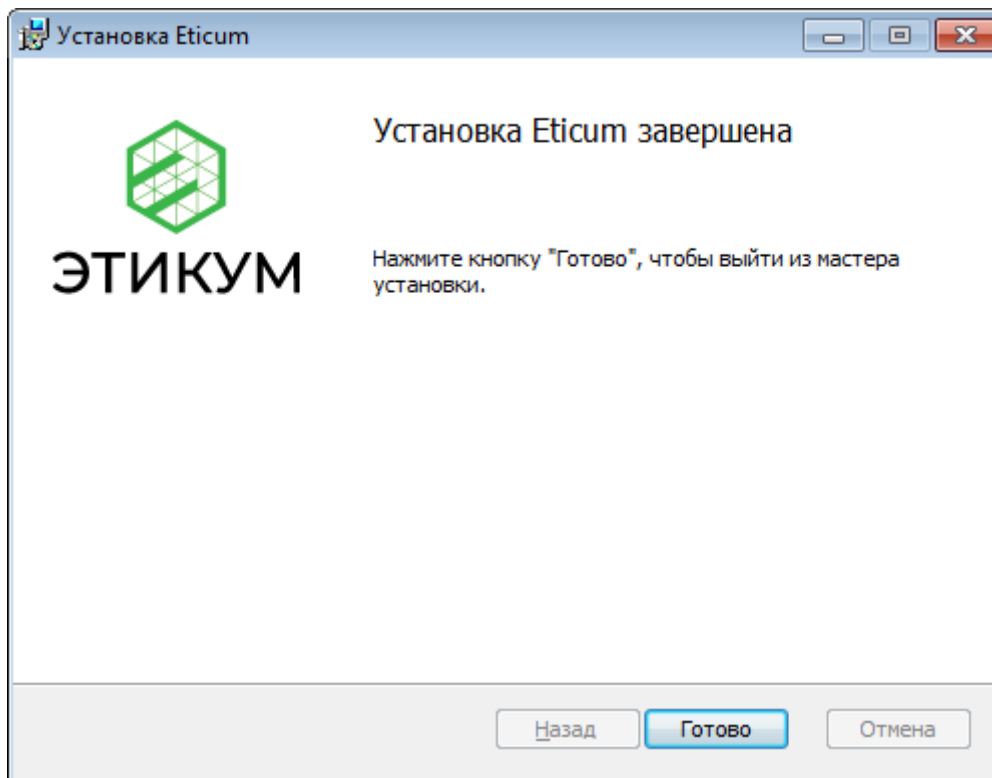 Установка Eticum
Установка Eticum завершена
ЭТИКУМ
Нажмите кнопку "Готово", чтобы выйти из мастера
установки.
Назад
Готово
Отмена